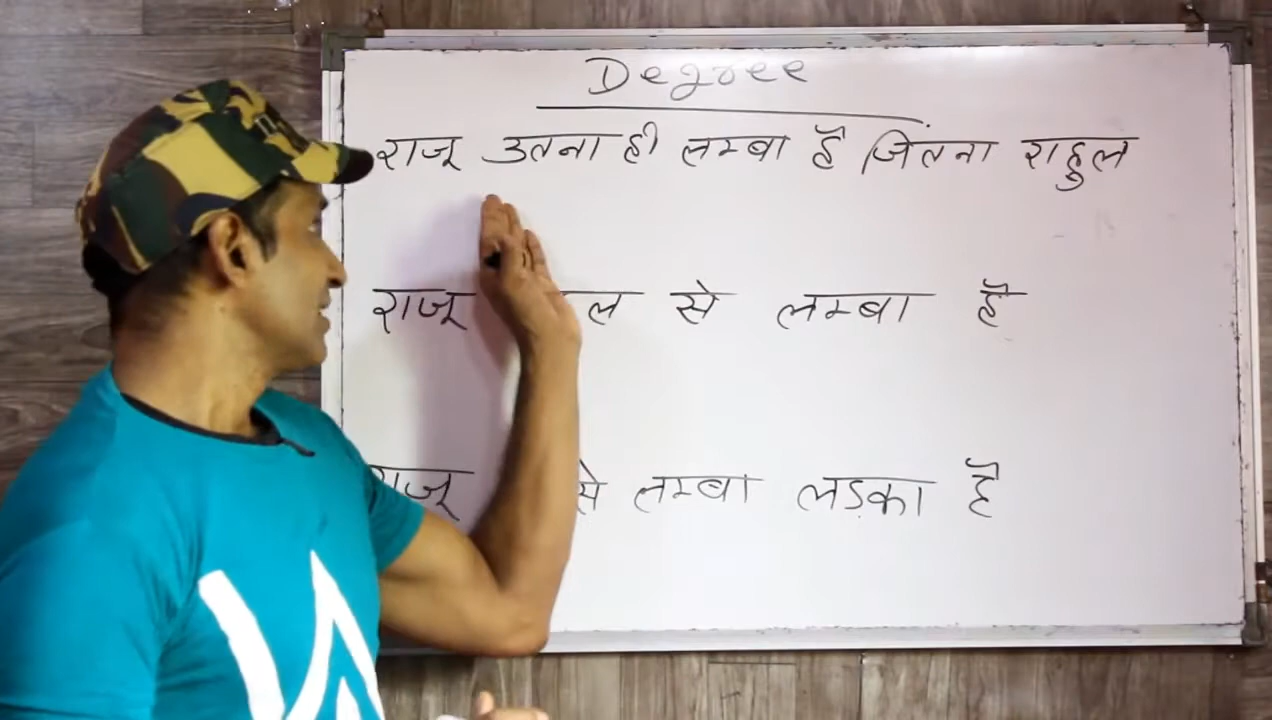 Degree
राजू उतना ही लम्बा है जितना राहुल
राजू ल से लम्बा है
राजू से लम्बा लड़का है